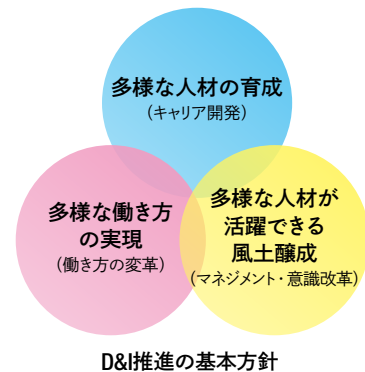 多様な人材の育成
（キャリア開発）
多様な働き方
の実現
（働き方の変革）
多様な人材が
活躍できる
風土醸成
（マネジメント・意識改革）
D&I推進の基本方針